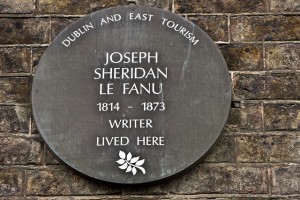 DUBLIN AND EAST TOURISM
JOSEPH
SHERIDAN
LE FANU
1814 - 1873
WRITER
LIVED HERE